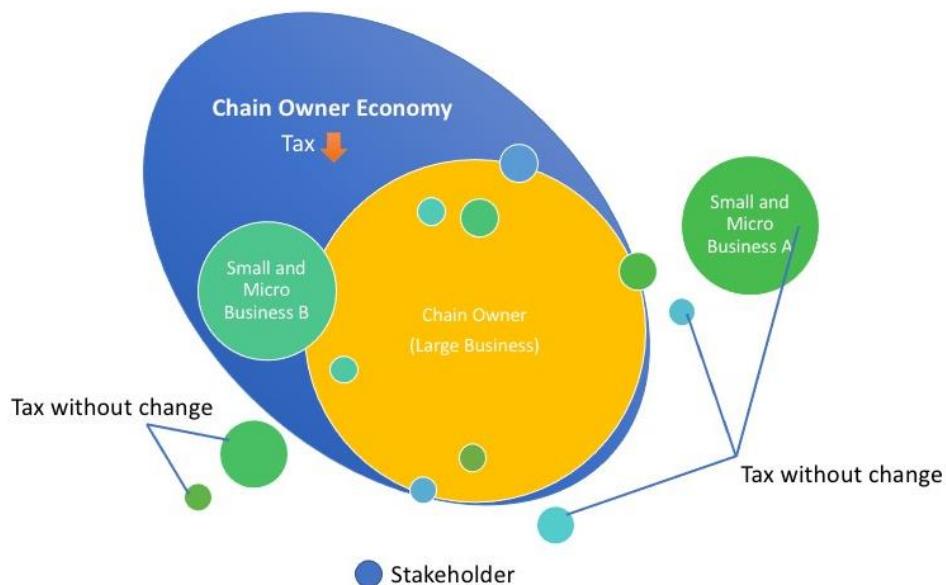 Chain Owner Economy
Tax
Small and
Micro
Business A
Small and
Micro
Business B
Chain Owner
(Large Business)
Tax without change
Tax without change
Stakeholder